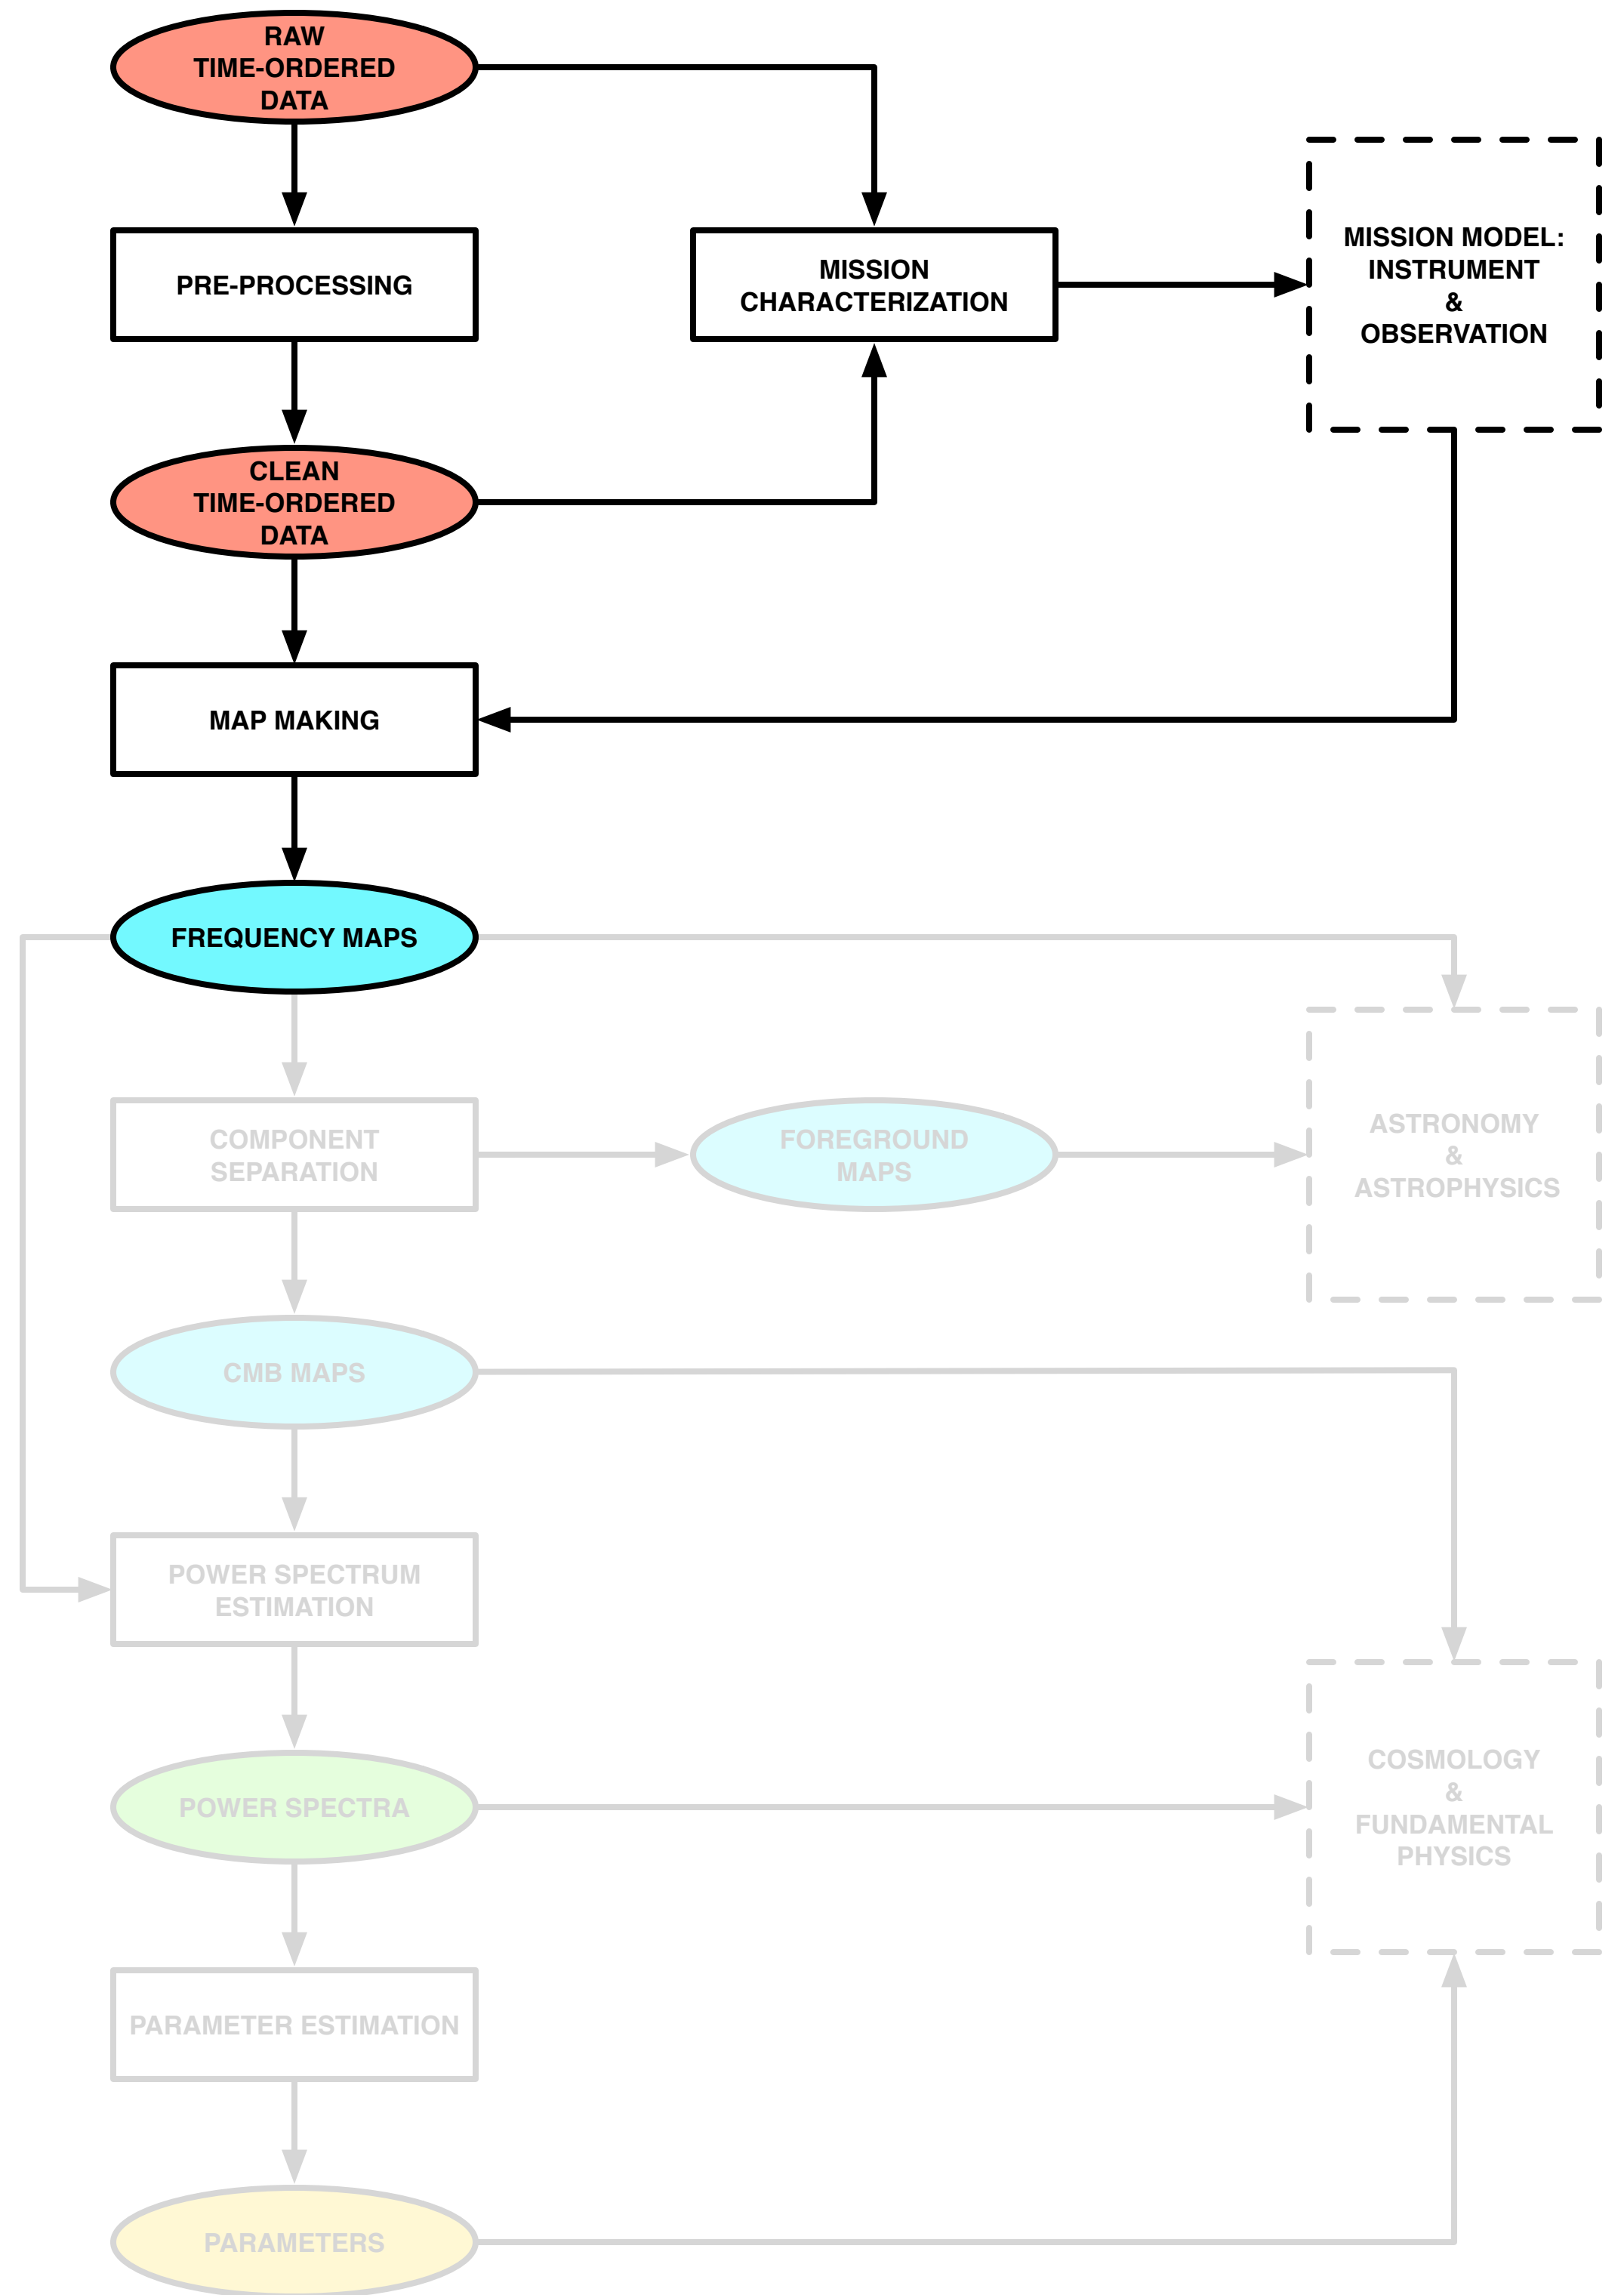 RAW
TIME-ORDERED
DATA
PRE-PROCESSING
MISSION
CHARACTERIZATION
MISSION MODEL:
INSTRUMENT
&
OBSERVATION
CLEAN
TIME-ORDERED
DATA
MAP MAKING
FREQUENCY MAPS
COMPONENT
SEPARATION
FOREGROUND
MAPS
ASTRONOMY
&
ASTROPHYSICS
CMB MAPS
POWER SPECTRUM
ESTIMATION
POWER SPECTRA
COSMOLOGY
&
FUNDAMENTAL
PHYSICS
PARAMETER ESTIMATION
PARAMETERS